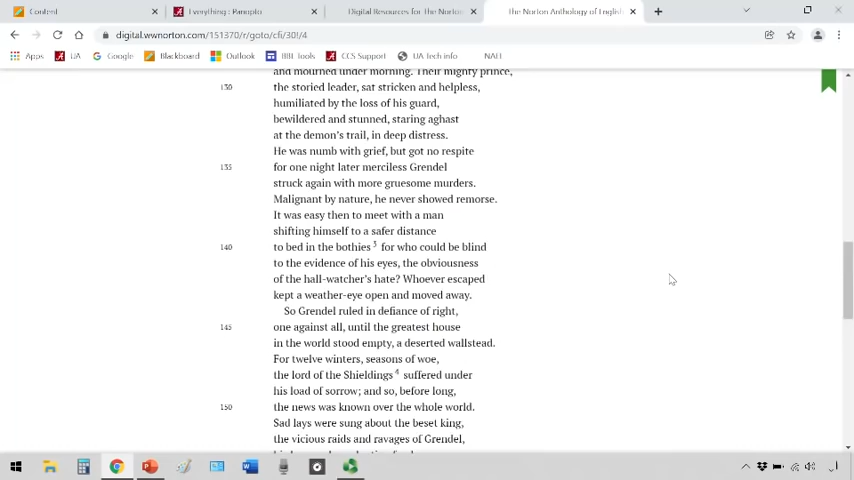 Content
Everything : Panopto
Digital Resources for The Norton
The Norton Anthology of English
digital.wwnorton.com/151370/r/goto/cfi/30!/4
Apps UA Google Blackboard Outlook BBI Tools CCS Support UA Tech info NAH
and mourned under morning. Their mighty prince,
130 the storied leader, sat stricken and helpless,
humiliated by the loss of his guard,
bewildered and stunned, staring aghast
at the demon's trail, in deep distress.
He was numb with grief, but got no respite
135 for one night later merciless Grendel
struck again with more gruesome murders.
Malignant by nature, he never showed remorse.
It was easy then to meet with a man
shifting himself to a safer distance
140 to bed in the bothies 3 for who could be blind
to the evidence of his eyes, the obviousness
of the hall-watcher's hate? Whoever escaped
kept a weather-eye open and moved away.
So Grendel ruled in defiance of right,
145 one against all, until the greatest house
in the world stood empty, a deserted wallstead.
For twelve winters, seasons of woe,
the lord of the Shieldings 4 suffered under
his load of sorrow; and so, before long,
150 the news was known over the whole world.
Sad lays were sung about the beset king,
the vicious raids and ravages of Grendel,